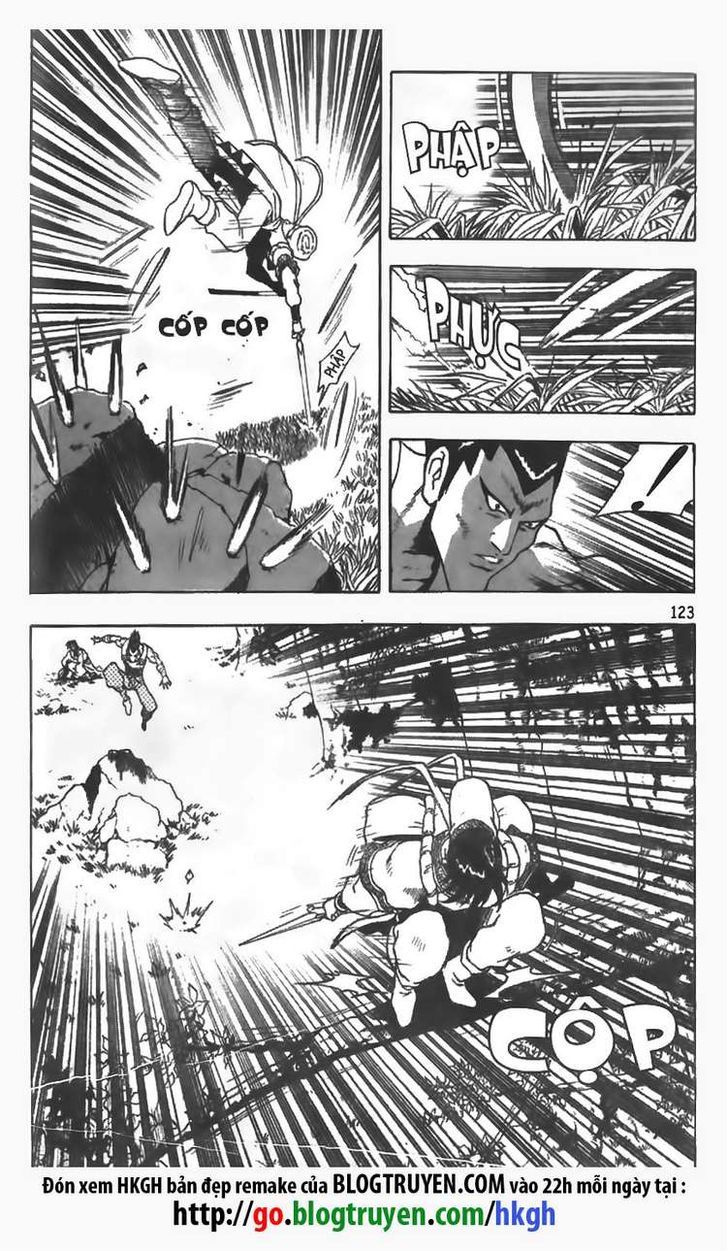 CỐP CỐP
PHẬP
PHẬP
PHỰC
!
123
CỘP
Đón xem HKGH bản đẹp remake của BLOGTRUYEN.COM vào 22h mỗi ngày tại :
http://go.blogtruyen.com/hkgh